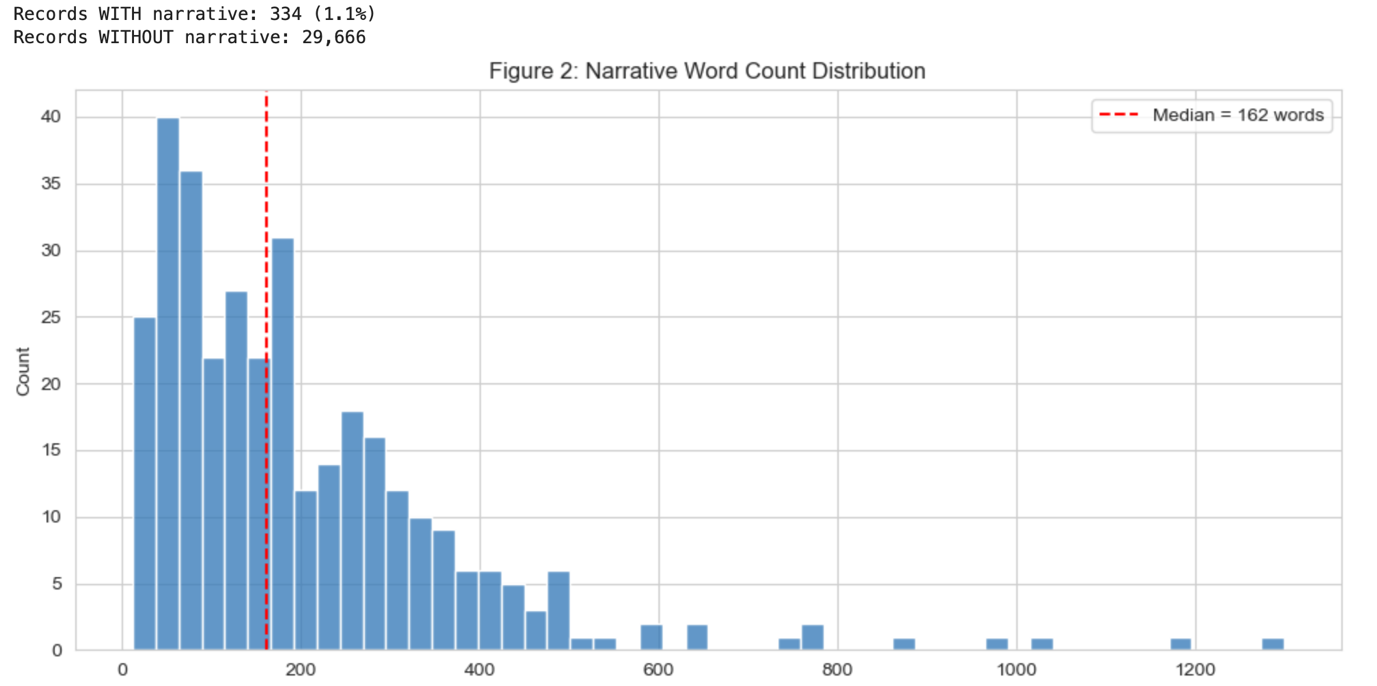 Records WITH narrative: 334 (1.1%)
Records WITHOUT narrative: 29,666
Figure 2: Narrative Word Count Distribution
Median = 162 words
40
35
30
25
20
15
10
5
0
Count
0 200 400 600 800 1000 1200